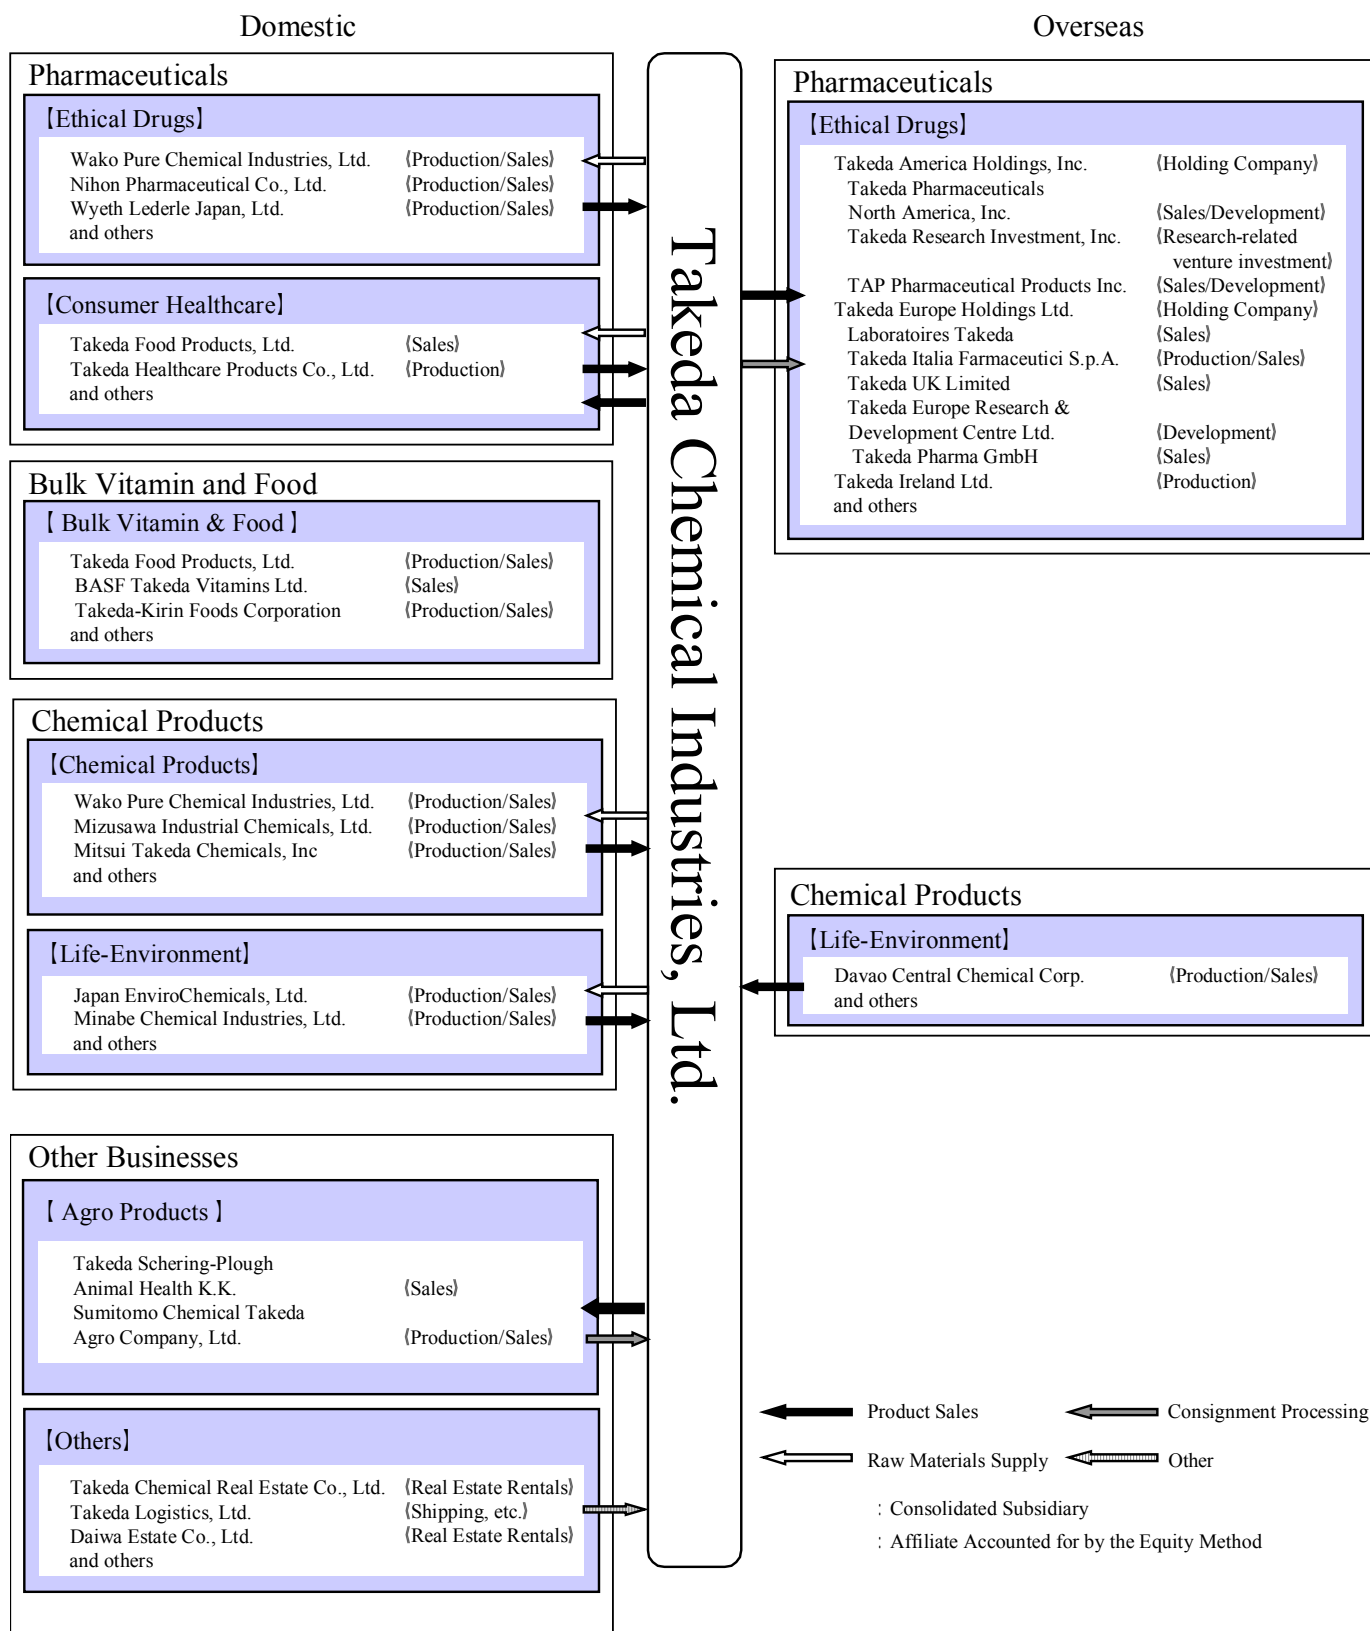 Domestic
Pharmaceuticals
【Ethical Drugs】
Wako Pure Chemical Industries, Ltd. (Production/Sales)
Nihon Pharmaceutical Co., Ltd. (Production/Sales)
Wyeth Lederle Japan, Ltd. (Production/Sales)
and others
【Consumer Healthcare】
Takeda Food Products, Ltd. (Sales)
Takeda Healthcare Products Co., Ltd. (Production)
and others
Bulk Vitamin and Food
【 Bulk Vitamin & Food 】
Takeda Food Products, Ltd. (Production/Sales)
BASF Takeda Vitamins Ltd. (Sales)
Takeda-Kirin Foods Corporation (Production/Sales)
and others
Chemical Products
【Chemical Products】
Wako Pure Chemical Industries, Ltd. (Production/Sales)
Mizusawa Industrial Chemicals, Ltd. (Production/Sales)
Mitsui Takeda Chemicals, Inc (Production/Sales)
and others
【Life-Environment】
Japan EnviroChemicals, Ltd. (Production/Sales)
Minabe Chemical Industries, Ltd. (Production/Sales)
and others
Other Businesses
【 Agro Products 】
Takeda Schering-Plough
Animal Health K.K. (Sales)
Sumitomo Chemical Takeda
Agro Company, Ltd. (Production/Sales)
【Others】
Takeda Chemical Real Estate Co., Ltd. (Real Estate Rentals)
Takeda Logistics, Ltd. (Shipping, etc.)
Daiwa Estate Co., Ltd. (Real Estate Rentals)
and others
Takeda Chemical Industries, Ltd.
Overseas
Pharmaceuticals
【Ethical Drugs】
Takeda America Holdings, Inc. (Holding Company)
Takeda Pharmaceuticals
North America, Inc. (Sales/Development)
Takeda Research Investment, Inc. (Research-related
venture investment)
TAP Pharmaceutical Products Inc. (Sales/Development)
Takeda Europe Holdings Ltd. (Holding Company)
Laboratoires Takeda (Sales)
Takeda Italia Farmaceutici S.p.A. (Production/Sales)
Takeda UK Limited (Sales)
Takeda Europe Research &
Development Centre Ltd. (Development)
Takeda Pharma GmbH (Sales)
Takeda Ireland Ltd. (Production)
and others
Chemical Products
【Life-Environment】
Davao Central Chemical Corp. (Production/Sales)
and others
Product Sales
Consignment Processing
Raw Materials Supply
Other
: Consolidated Subsidiary
: Affiliate Accounted for by the Equity Method